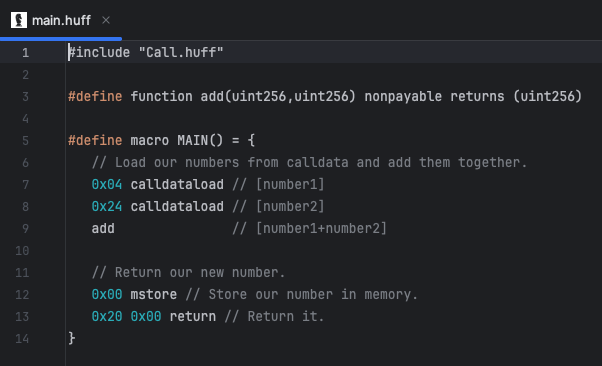 main.huff ×
1 #include "Call.huff"
2
3 #define function add(uint256,uint256) nonpayable returns (uint256)
4
5 #define macro MAIN() = {
6    // Load our numbers from calldata and add them together.
7    0x04 calldataload // [number1]
8    0x24 calldataload // [number2]
9    add               // [number1+number2]
10
11    // Return our new number.
12    0x00 mstore // Store our number in memory.
13    0x20 0x00 return // Return it.
14 }